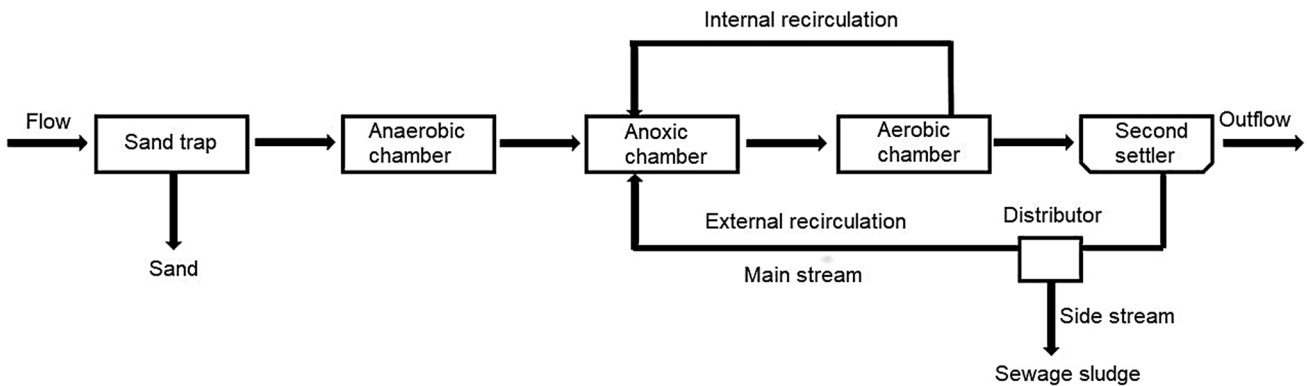 Internal recirculation
Flow
Sand trap
Anaerobic
chamber
Anoxic
chamber
Aerobic
chamber
Second
settler
Outflow
Sand
External recirculation
Main stream
Distributor
Side stream
Sewage sludge